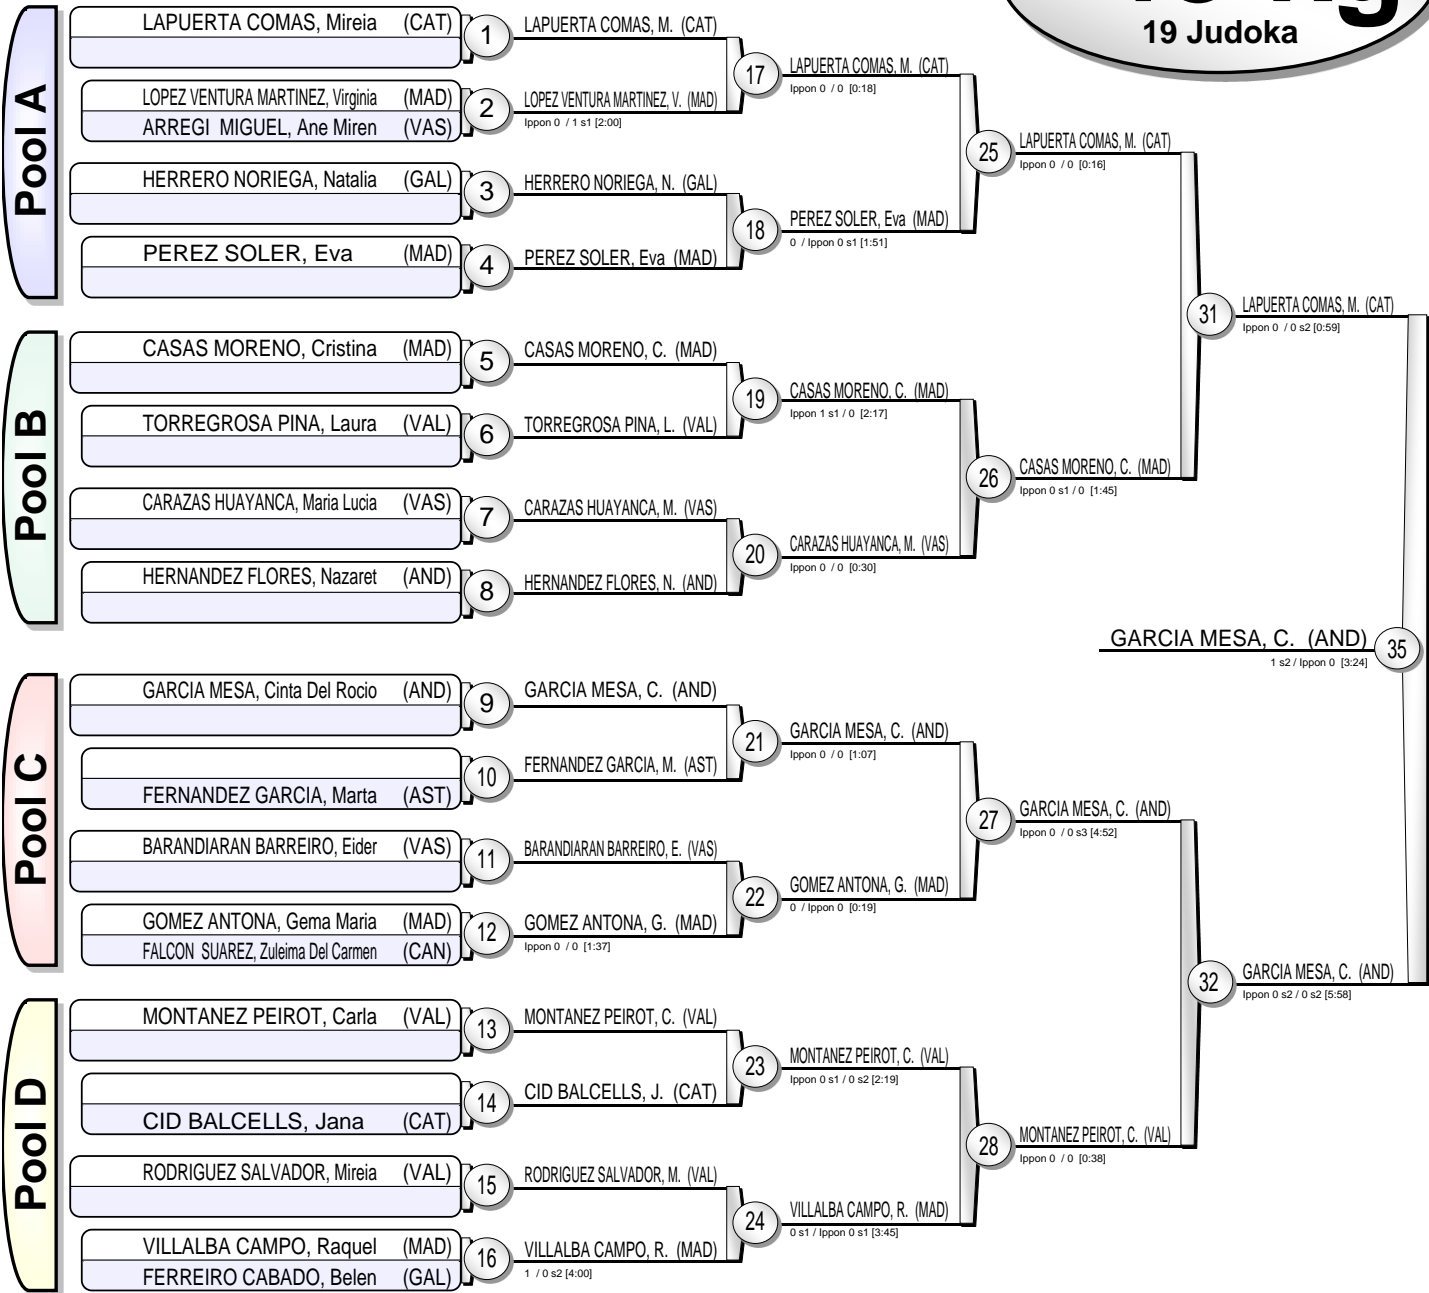 19 Judoka
Pool A
LAPUERTA COMAS, Mireia (CAT)
1
LOPEZ VENTURA MARTINEZ, Virginia (MAD)
ARREGI MIGUEL, Ane Miren (VAS)
2
HERRERO NORIEGA, Natalia (GAL)
3
PEREZ SOLER, Eva (MAD)
4
Pool B
CASAS MORENO, Cristina (MAD)
5
TORREGROSA PINA, Laura (VAL)
6
CARAZAS HUAYANCA, Maria Lucia (VAS)
7
HERNANDEZ FLORES, Nazaret (AND)
8
Pool C
GARCIA MESA, Cinta Del Rocio (AND)
9
FERNANDEZ GARCIA, Marta (AST)
10
BARANDIARAN BARREIRO, Eider (VAS)
11
GOMEZ ANTONA, Gema Maria (MAD)
FALCON SUAREZ, Zuleima Del Carmen (CAN)
12
Pool D
MONTANEZ PEIROT, Carla (VAL)
13
CID BALCELLS, Jana (CAT)
14
RODRIGUEZ SALVADOR, Mireia (VAL)
15
VILLALBA CAMPO, Raquel (MAD)
FERREIRO CABADO, Belen (GAL)
16
LAPUERTA COMAS, M. (CAT)
LOPEZ VENTURA MARTINEZ, V. (MAD)
Ippon 0 / 1 s1 [2:00]
17
HERRERO NORIEGA, N. (GAL)
PEREZ SOLER, Eva (MAD)
18
CASAS MORENO, C. (MAD)
TORREGROSA PINA, L. (VAL)
19
CARAZAS HUAYANCA, M. (VAS)
HERNANDEZ FLORES, N. (AND)
20
GARCIA MESA, C. (AND)
FERNANDEZ GARCIA, M. (AST)
21
BARANDIARAN BARREIRO, E. (VAS)
GOMEZ ANTONA, G. (MAD)
Ippon 0 / 0 [1:37]
22
MONTANEZ PEIROT, C. (VAL)
CID BALCELLS, J. (CAT)
23
RODRIGUEZ SALVADOR, M. (VAL)
VILLALBA CAMPO, R. (MAD)
1 / 0 s2 [4:00]
24
LAPUERTA COMAS, M. (CAT)
Ippon 0 / 0 [0:18]
PEREZ SOLER, Eva (MAD)
0 / Ippon 0 s1 [1:51]
25
CASAS MORENO, C. (MAD)
Ippon 1 s1 / 0 [2:17]
CARAZAS HUAYANCA, M. (VAS)
Ippon 0 / 0 [0:30]
26
GARCIA MESA, C. (AND)
Ippon 0 / 0 [1:07]
GOMEZ ANTONA, G. (MAD)
0 / Ippon 0 [0:19]
27
MONTANEZ PEIROT, C. (VAL)
Ippon 0 s1 / 0 s2 [2:19]
VILLALBA CAMPO, R. (MAD)
0 s1 / Ippon 0 s1 [3:45]
28
LAPUERTA COMAS, M. (CAT)
Ippon 0 / 0 [0:16]
CASAS MORENO, C. (MAD)
Ippon 0 s1 / 0 [1:45]
31
GARCIA MESA, C. (AND)
Ippon 0 / 0 s3 [4:52]
MONTANEZ PEIROT, C. (VAL)
Ippon 0 / 0 [0:38]
32
LAPUERTA COMAS, M. (CAT)
Ippon 0 / 0 s2 [0:59]
GARCIA MESA, C. (AND)
Ippon 0 s2 / 0 s2 [5:58]
GARCIA MESA, C. (AND)
1 s2 / Ippon 0 [3:24]
35